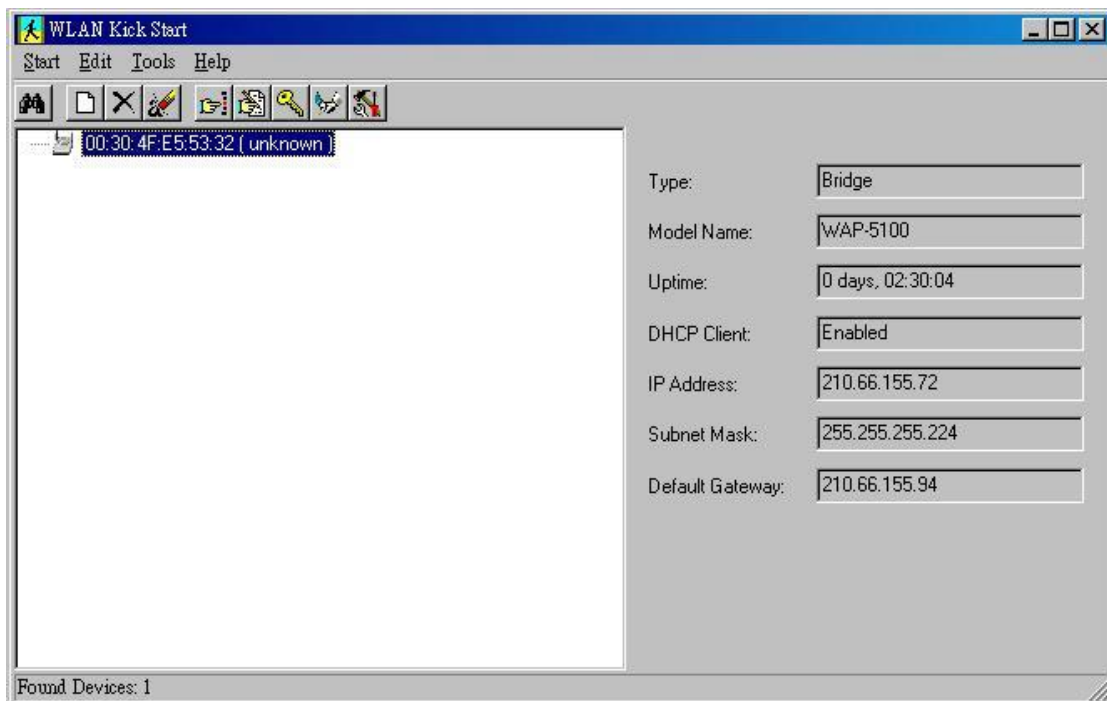 WLAN Kick Start
Start Edit Tools Help
00:30:4F:E5:53:32 ( unknown )
Type: Bridge
Model Name: WAP-5100
Uptime: 0 days, 02:30:04
DHCP Client: Enabled
IP Address: 210.66.155.72
Subnet Mask: 255.255.255.224
Default Gateway: 210.66.155.94
Found Devices: 1